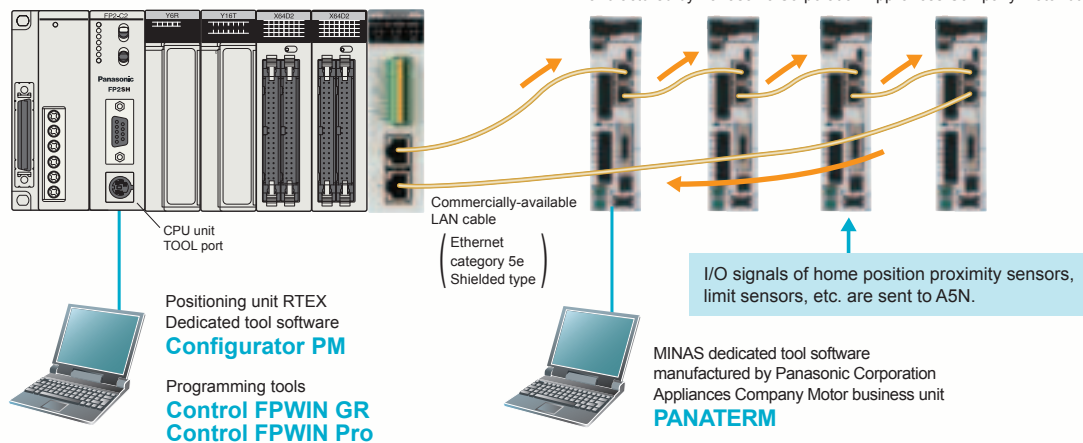 FP2-C2
Y6R
Y16T
X64D2
X64D2
Panasonic
FP2SH
CPU unit
TOOL port
Commercially-available
LAN cable
Ethernet
category 5e
Shielded type
I/O signals of home position proximity sensors,
limit sensors, etc. are sent to A5N.
Positioning unit RTEX
Dedicated tool software
Configurator PM
Programming tools
Control FPWIN GR
Control FPWIN Pro
MINAS dedicated tool software
manufactured by Panasonic Corporation
Appliances Company Motor business unit
PANATERM